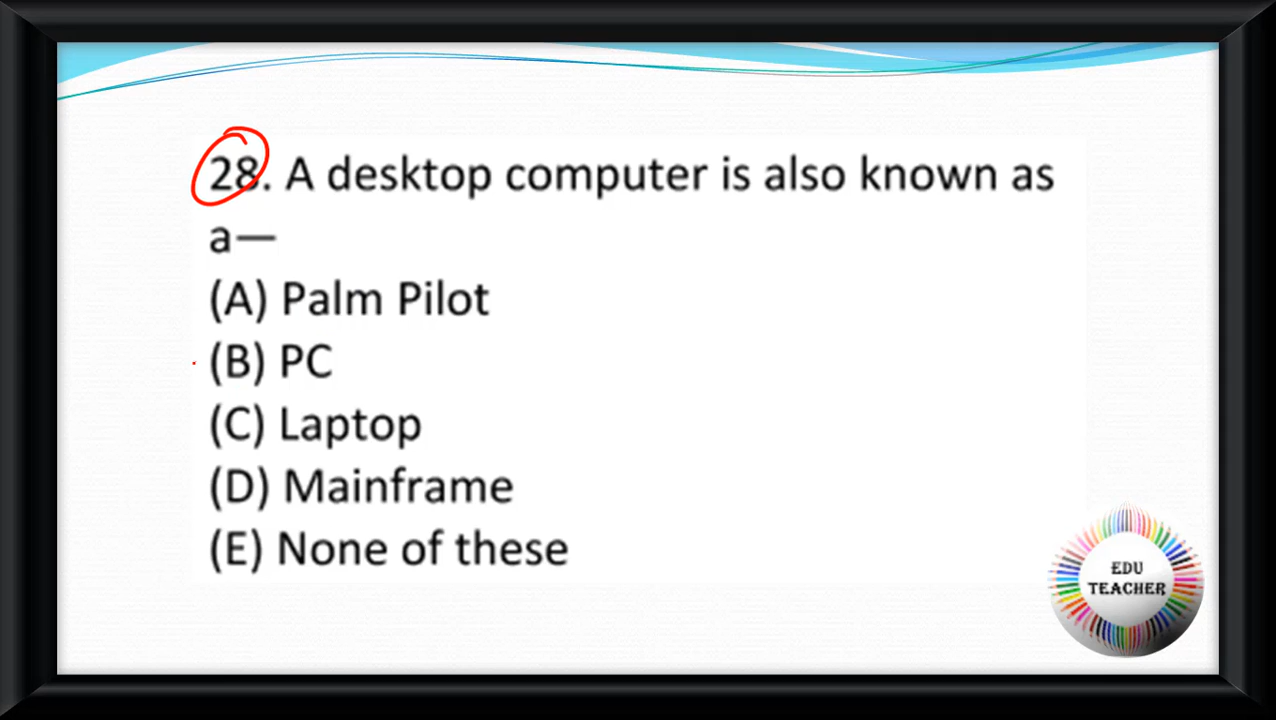 28. A desktop computer is also known as
a—
(A) Palm Pilot
(B) PC
(C) Laptop
(D) Mainframe
(E) None of these
EDU
TEACHER